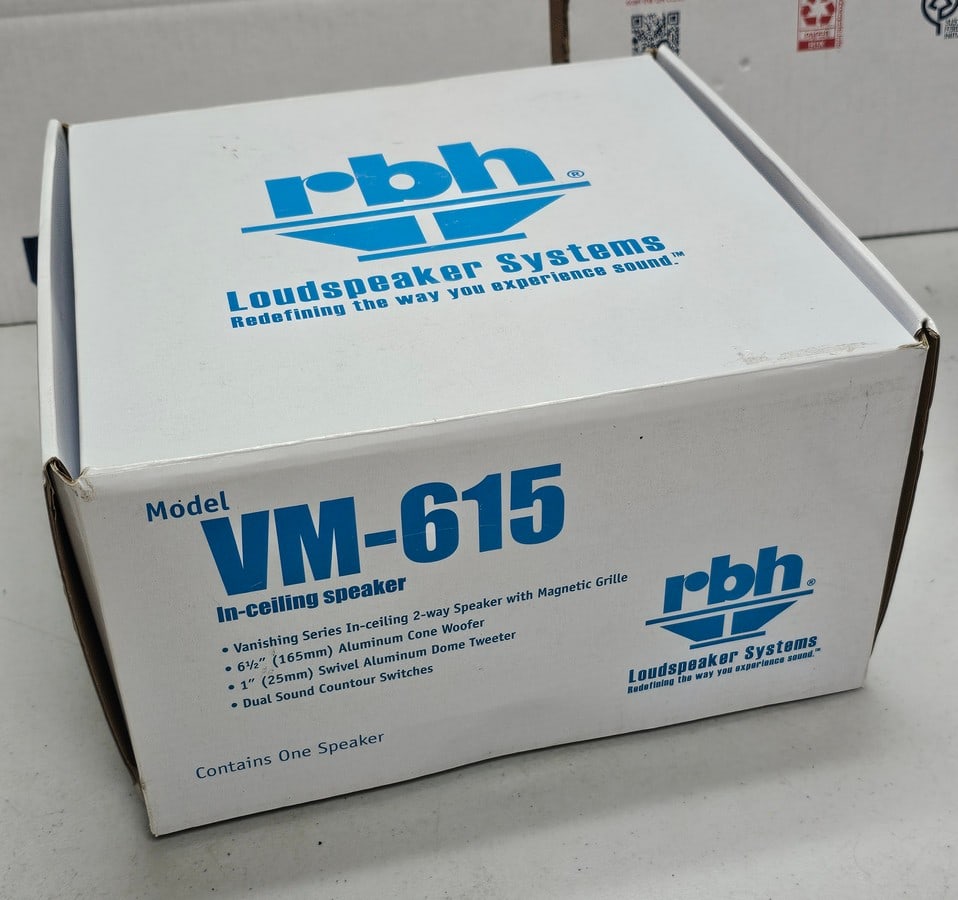 rbh®
Loudspeaker Systems
Redefining the way you experience sound.™
Model
VM-615
In-ceiling speaker
• Vanishing Series In-ceiling 2-way Speaker with Magnetic Grille
• 6½" (165mm) Aluminum Cone Woofer
• 1" (25mm) Swivel Aluminum Dome Tweeter
• Dual Sound Countour Switches
Contains One Speaker
rbh®
Loudspeaker Systems
Redefining the way you experience sound.™